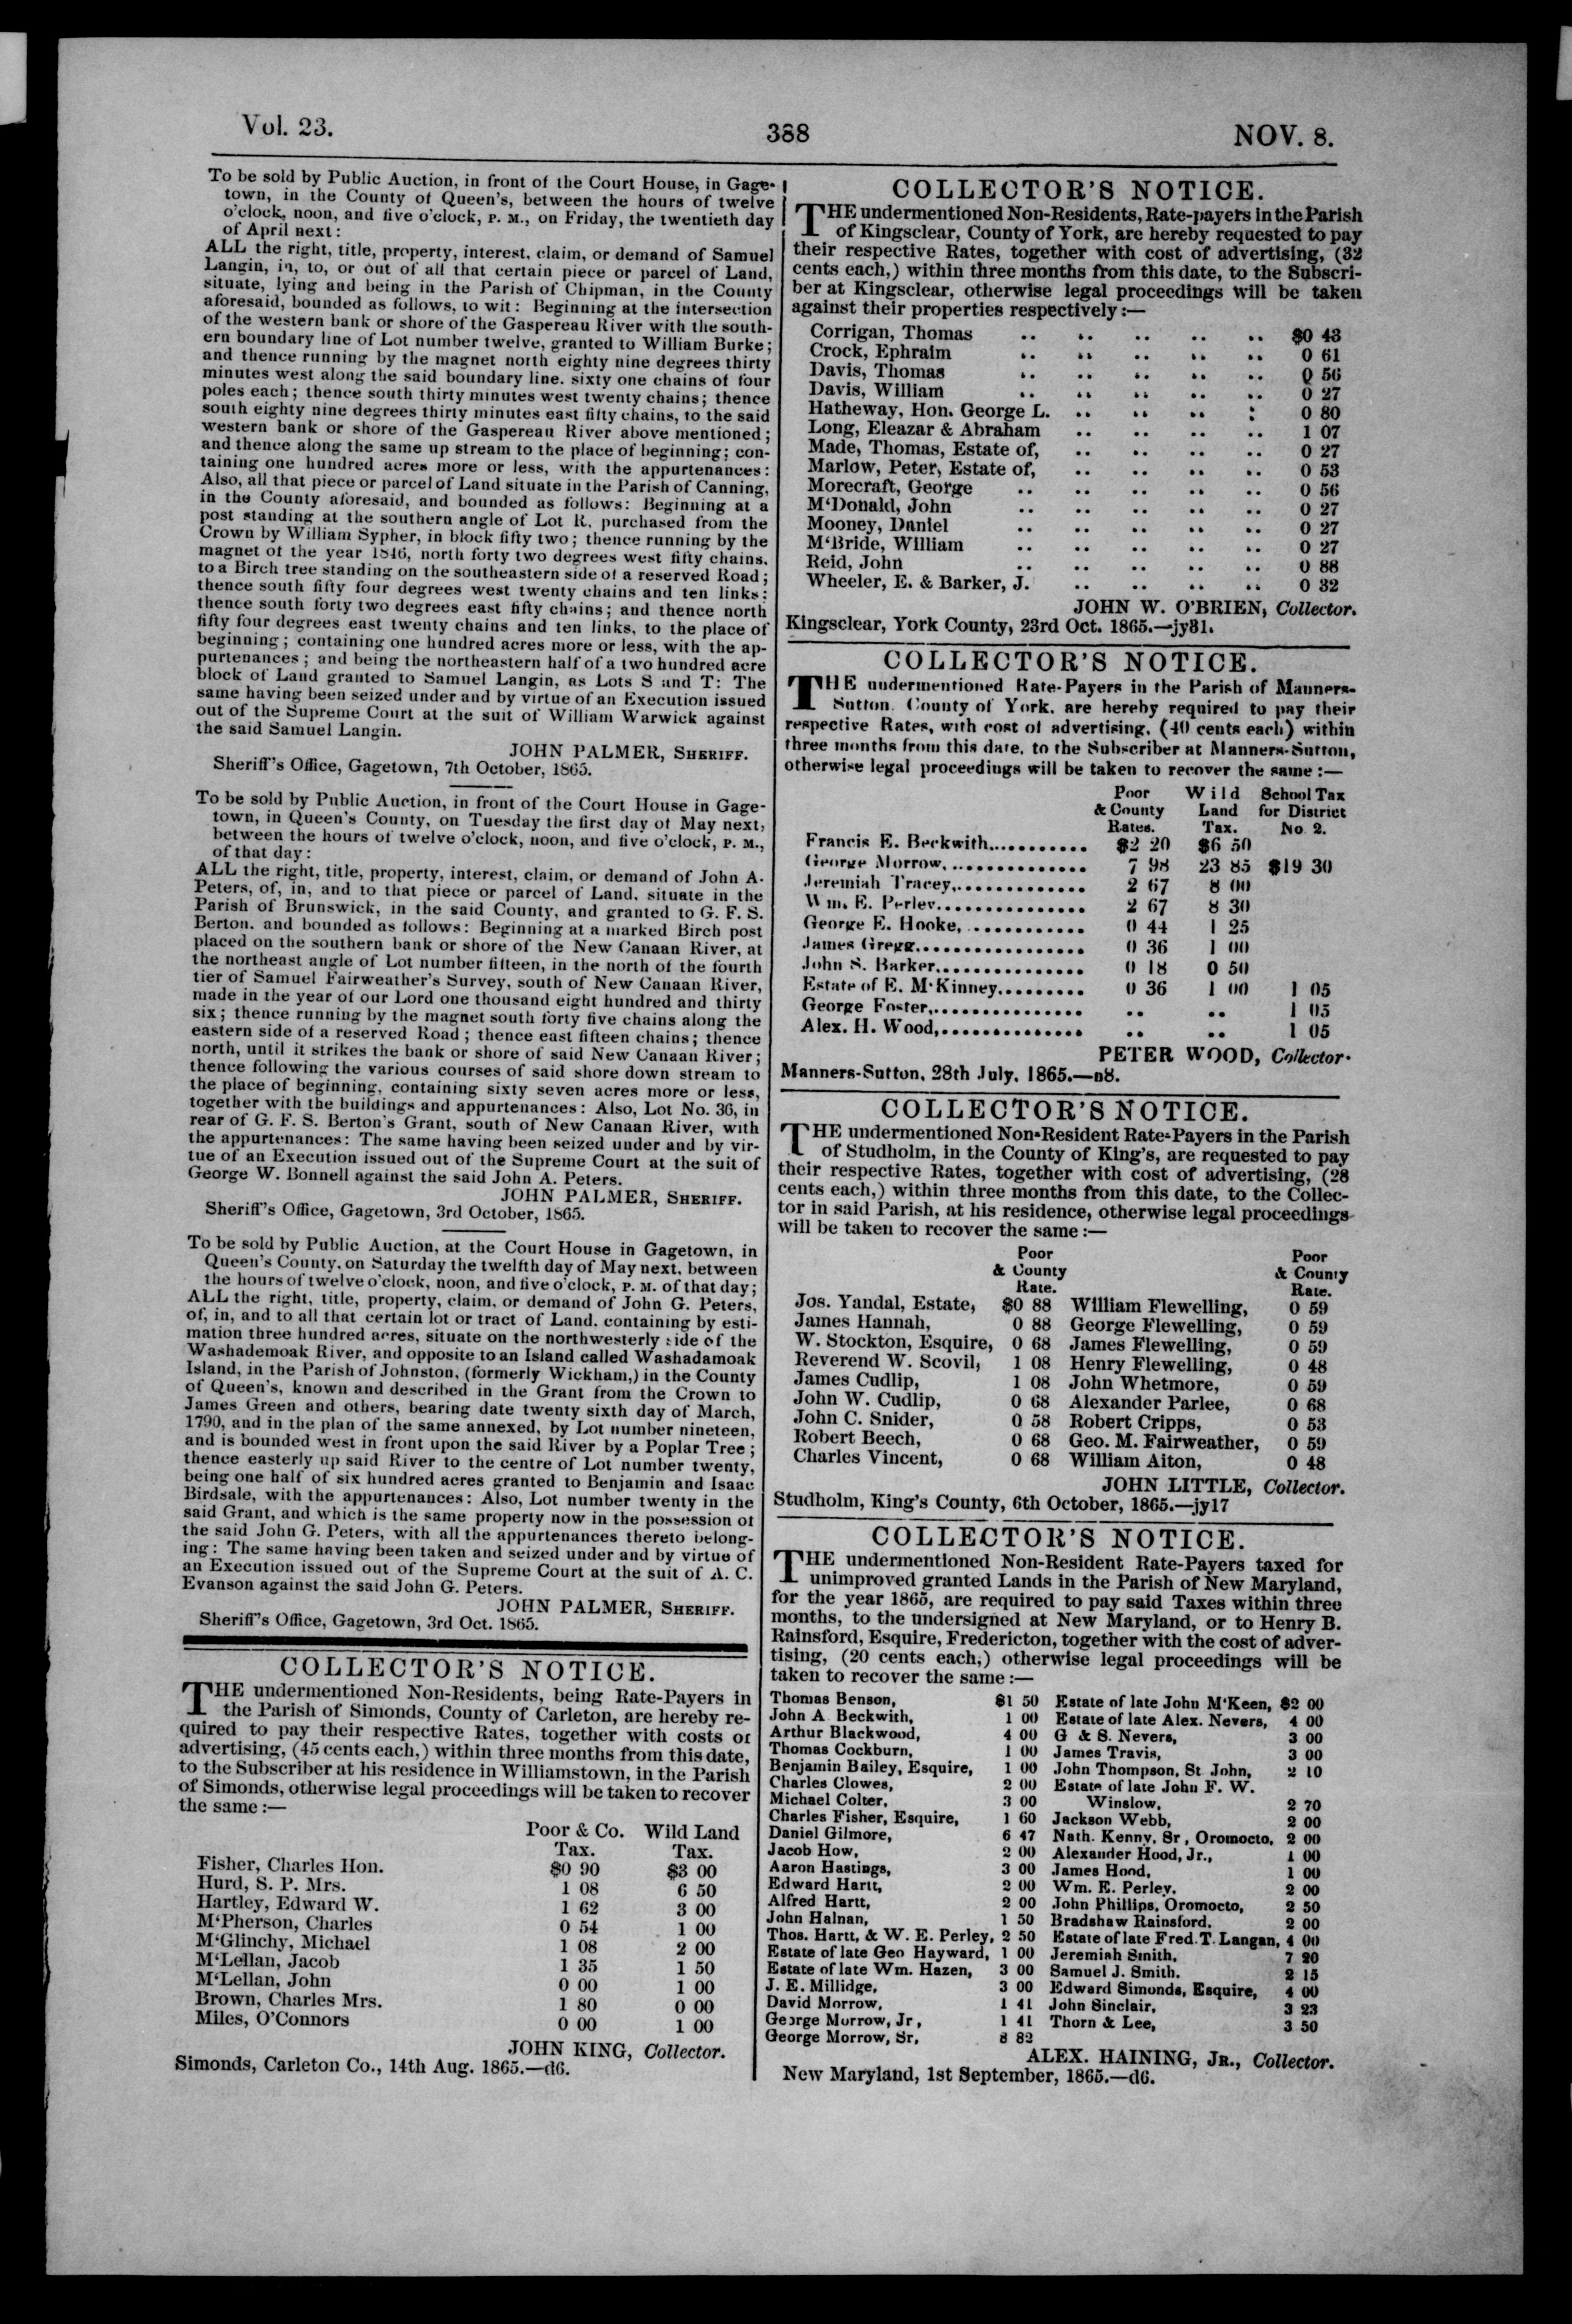 Vol. 23.
388
NOV. 8.
To be sold by Public Auction, in front of the Court House, in Gage-
town, in the County of Queen's, between the hours of twelve
o'clock, noon, and five o'clock, P. M., on Friday, the twentieth day
of April next:
ALL the right, title, property, interest, claim, or demand of Samuel
Langin, in, to, or out of all that certain piece or parcel of Land,
situate, lying and being in the Parish of Chipman, in the County
aforesaid, bounded as follows, to wit: Beginning at the intersection
of the western bank or shore of the Gaspereau River with the south-
ern boundary line of Lot number twelve, granted to William Burke;
and thence running by the magnet north eighty nine degrees thirty
minutes west along the said boundary line. sixty one chains of four
poles each; thence south thirty minutes west twenty chains; thence
south eighty nine degrees thirty minutes east fifty chains, to the said
western bank or shore of the Gaspereau River above mentioned;
and thence along the same up stream to the place of beginning; con-
taining one hundred acres more or less, with the appurtenances:
Also, all that piece or parcel of Land situate in the Parish of Canning,
in the County aforesaid, and bounded as follows: Beginning at a
post standing at the southern angle of Lot R, purchased from the
Crown by William Sypher, in block fifty two; thence running by the
magnet of the year 1846, north forty two degrees west fifty chains.
to a Birch tree standing on the southeastern side of a reserved Road;
thence south fifty four degrees west twenty chains and ten links:
thence south forty two degrees east fifty chains; and thence north
fifty four degrees east twenty chains and ten links, to the place of
beginning; containing one hundred acres more or less, with the ap-
purtenances; and being the northeastern half of a two hundred acre
block of Land granted to Samuel Langin, as Lots S and T: The
same having been seized under and by virtue of an Execution issued
out of the Supreme Court at the suit of William Warwick against
the said Samuel Langin.
JOHN PALMER, SHERIFF.
Sheriff's Office, Gagetown, 7th October, 1865.
To be sold by Public Auction, in front of the Court House in Gage-
town, in Queen's County, on Tuesday the first day of May next,
between the hours of twelve o'clock, noon, and five o'clock, P. M.,
of that day:
ALL the right, title, property, interest, claim, or demand of John A.
Peters, of, in, and to that piece or parcel of Land, situate in the
Parish of Brunswick, in the said County, and granted to G. F. S.
Berton. and bounded as follows: Beginning at a marked Birch post
placed on the southern bank or shore of the New Canaan River, at
the northeast angle of Lot number fifteen, in the north of the fourth
tier of Samuel Fairweather's Survey, south of New Canaan River,
made in the year of our Lord one thousand eight hundred and thirty
six; thence running by the magnet south forty five chains along the
eastern side of a reserved Road; thence east fifteen chains; thence
north, until it strikes the bank or shore of said New Canaan River;
thence following the various courses of said shore down stream to
the place of beginning, containing sixty seven acres more or less,
together with the buildings and appurtenances: Also, Lot No. 36, in
rear of G. F. S. Berton's Grant, south of New Canaan River, with
the appurtenances: The same having been seized under and by vir-
tue of an Execution issued out of the Supreme Court at the suit of
George W. Bonnell against the said John A. Peters.
JOHN PALMER, SHERIFF.
Sheriff's Office, Gagetown, 3rd October, 1865.
To be sold by Public Auction, at the Court House in Gagetown, in
Queen's County, on Saturday the twelfth day of May next, between
the hours of twelve o'clock, noon, and five o'clock, P. M. of that day;
ALL the right, title, property, claim, or demand of John G. Peters,
of, in, and to all that certain lot or tract of Land. containing by esti-
mation three hundred acres, situate on the northwesterly side of the
Washademoak River, and opposite to an Island called Washadamoak
Island, in the Parish of Johnston, (formerly Wickham,) in the County
of Queen's, known and described in the Grant from the Crown to
James Green and others, bearing date twenty sixth day of March,
1790, and in the plan of the same annexed, by Lot number nineteen,
and is bounded west in front upon the said River by a Poplar Tree;
thence easterly up said River to the centre of Lot number twenty,
being one half of six hundred acres granted to Benjamin and Isaac
Birdsale, with the appurtenances: Also, Lot number twenty in the
said Grant, and which is the same property now in the possession of
the said John G. Peters, with all the appurtenances thereto belong-
ing: The same having been taken and seized under and by virtue of
an Execution issued out of the Supreme Court at the suit of A. C.
Evanson against the said John G. Peters.
JOHN PALMER, SHERIFF.
Sheriff's Office, Gagetown, 3rd Oct. 1865.
COLLECTOR'S NOTICE.
THE undermentioned Non-Residents, being Rate-Payers in
the Parish of Simonds, County of Carleton, are hereby re-
quired to pay their respective Rates, together with costs of
advertising, (45 cents each,) within three months from this date,
to the Subscriber at his residence in Williamstown, in the Parish
of Simonds, otherwise legal proceedings will be taken to recover
the same:—
Poor & Co. Wild Land
Tax. Tax.
Fisher, Charles Hon. $0 90 $3 00
Hurd, S. P. Mrs. 1 08 6 50
Hartley, Edward W. 1 62 3 00
M'Pherson, Charles 0 54 1 00
M'Glinchy, Michael 1 08 2 00
M'Lellan, Jacob 1 35 1 50
M'Lellan, John 0 00 1 00
Brown, Charles Mrs. 1 80 0 00
Miles, O'Connors 0 00 1 00
JOHN KING, Collector.
Simonds, Carleton Co., 14th Aug. 1865.—d6.
COLLECTOR'S NOTICE.
THE undermentioned Non-Residents, Rate-payers in the Parish
of Kingsclear, County of York, are hereby requested to pay
their respective Rates, together with cost of advertising, (32
cents each,) within three months from this date, to the Subscri-
ber at Kingsclear, otherwise legal proceedings will be taken
against their properties respectively:—
Corrigan, Thomas .. .. .. .. .. $0 43
Crock, Ephraim .. .. .. .. .. 0 61
Davis, Thomas .. .. .. .. .. 0 56
Davis, William .. .. .. .. .. 0 27
Hatheway, Hon. George L. .. .. .. : 0 80
Long, Eleazar & Abraham .. .. .. .. 1 07
Made, Thomas, Estate of, .. .. .. .. 0 27
Marlow, Peter, Estate of, .. .. .. .. 0 53
Morecraft, George .. .. .. .. .. 0 56
M'Donald, John .. .. .. .. .. 0 27
Mooney, Daniel .. .. .. .. .. 0 27
M'Bride, William .. .. .. .. .. 0 27
Reid, John .. .. .. .. .. 0 88
Wheeler, E. & Barker, J. .. .. .. .. 0 32
JOHN W. O'BRIEN, Collector.
Kingsclear, York County, 23rd Oct. 1865.—jy31.
COLLECTOR'S NOTICE.
THE undermentioned Rate-Payers in the Parish of Manners-
Sutton, County of York, are hereby required to pay their
respective Rates, with cost of advertising, (40 cents each) within
three months from this date, to the Subscriber at Manners-Sutton,
otherwise legal proceedings will be taken to recover the same:—
Poor Wild School Tax
& County Land for District
Rates. Tax. No 2.
Francis E. Beckwith........... $2 20 $6 50
George Morrow, .............. 7 98 23 85 $19 30
Jeremiah Tracey,............. 2 67 8 00
Wm. E. Perley............... 2 67 8 30
George E. Hooke, ............ 0 44 1 25
James Gregg................. 0 36 1 00
John S. Barker............... 0 18 0 50
Estate of E. M'Kinney......... 0 36 1 00 1 05
George Foster,............... .. .. 1 05
Alex. H. Wood,.............. .. .. 1 05
PETER WOOD, Collector.
Manners-Sutton, 28th July, 1865.—n8.
COLLECTOR'S NOTICE.
THE undermentioned Non-Resident Rate-Payers in the Parish
of Studholm, in the County of King's, are requested to pay
their respective Rates, together with cost of advertising, (28
cents each,) within three months from this date, to the Collec-
tor in said Parish, at his residence, otherwise legal proceedings
will be taken to recover the same:—
Poor Poor
& County & County
Rate. Rate.
Jos. Yandal, Estate, $0 88 William Flewelling, 0 59
James Hannah, 0 88 George Flewelling, 0 59
W. Stockton, Esquire, 0 68 James Flewelling, 0 59
Reverend W. Scovil, 1 08 Henry Flewelling, 0 48
James Cudlip, 1 08 John Whetmore, 0 59
John W. Cudlip, 0 68 Alexander Parlee, 0 68
John C. Snider, 0 58 Robert Cripps, 0 53
Robert Beech, 0 68 Geo. M. Fairweather, 0 59
Charles Vincent, 0 68 William Aiton, 0 48
JOHN LITTLE, Collector.
Studholm, King's County, 6th October, 1865.—jy17
COLLECTOR'S NOTICE.
THE undermentioned Non-Resident Rate-Payers taxed for
unimproved granted Lands in the Parish of New Maryland,
for the year 1865, are required to pay said Taxes within three
months, to the undersigned at New Maryland, or to Henry B.
Rainsford, Esquire, Fredericton, together with the cost of adver-
tising, (20 cents each,) otherwise legal proceedings will be
taken to recover the same:—
Thomas Benson, $1 50 Estate of late John M'Keen, $2 00
John A Beckwith, 1 00 Estate of late Alex. Nevers, 4 00
Arthur Blackwood, 4 00 G & S. Nevers, 3 00
Thomas Cockburn, 1 00 James Travis, 3 00
Benjamin Bailey, Esquire, 1 00 John Thompson, St John, 2 10
Charles Clowes, 2 00 Estate of late John F. W.
Michael Colter, 3 00 Winslow, 2 70
Charles Fisher, Esquire, 1 60 Jackson Webb, 2 00
Daniel Gilmore, 6 47 Nath. Kenny, Sr, Oromocto, 2 00
Jacob How, 2 00 Alexander Hood, Jr., 1 00
Aaron Hastings, 3 00 James Hood, 1 00
Edward Hartt, 2 00 Wm. E. Perley, 2 00
Alfred Hartt, 2 00 John Phillips, Oromocto, 2 50
John Halnan, 1 50 Bradshaw Rainsford. 2 00
Thos. Hartt, & W. E. Perley, 2 50 Estate of late Fred. T. Langan, 4 00
Estate of late Geo Hayward, 1 00 Jeremiah Smith, 7 20
Estate of late Wm. Hazen, 3 00 Samuel J. Smith. 2 15
J. E. Millidge, 3 00 Edward Simonds, Esquire, 4 00
David Morrow, 1 41 John Sinclair, 3 23
George Morrow, Jr, 1 41 Thorn & Lee, 3 50
George Morrow, Sr, 8 82
ALEX. HAINING, JR., Collector.
New Maryland, 1st September, 1865.—d6.